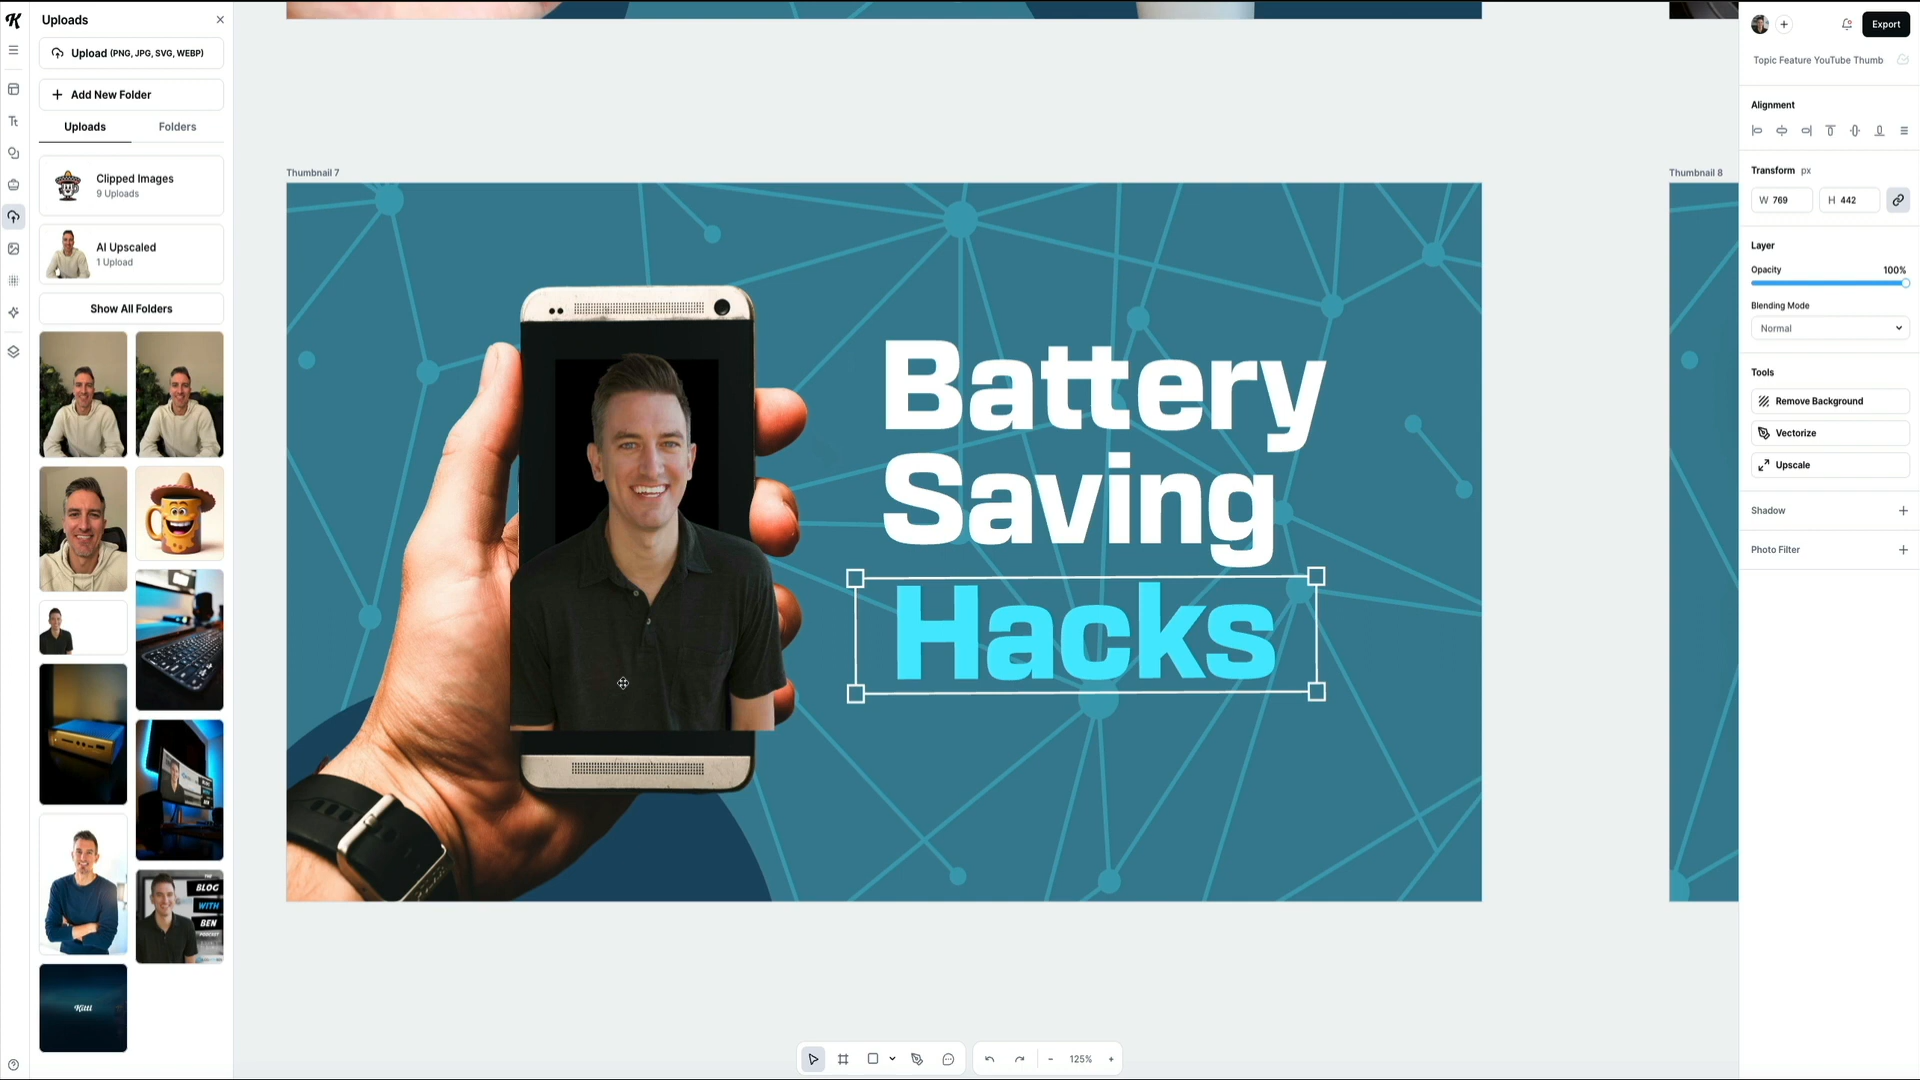 Uploads
Upload (PNG, JPG, SVG, WEBP)
Add New Folder
Uploads
Folders
Clipped Images
9 Uploads
AI Upscaled
1 Upload
Show All Folders
BLOG
WITH
BEN
PODCAST
Kittl
Thumbnail 7
Battery
Saving
Hacks
Thumbnail 8
125%
Export
Topic Feature YouTube Thumb
Alignment
Transform px
W 769
H 442
Layer
Opacity
100%
Blending Mode
Normal
Tools
Remove Background
Vectorize
Upscale
Shadow
Photo Filter